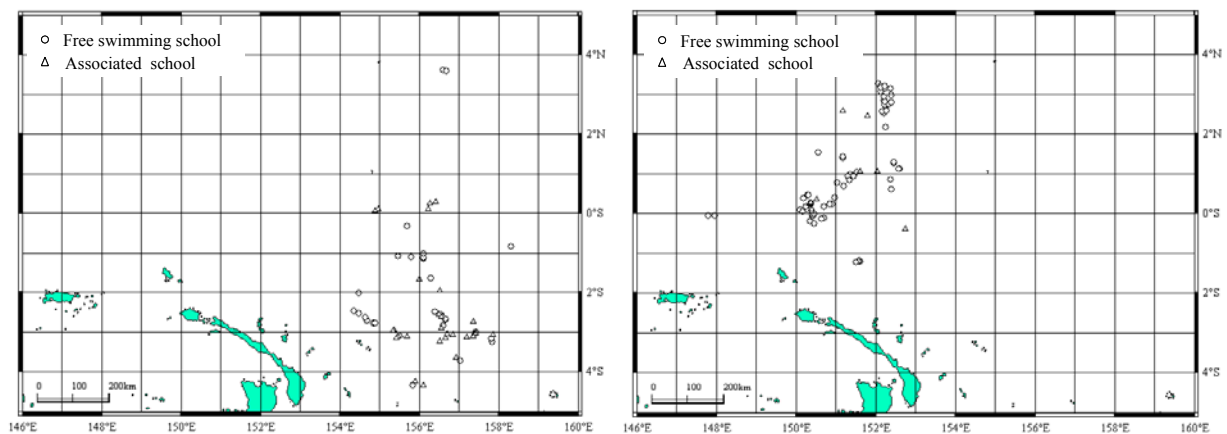 Free swimming school
Associated school
4°N
2°N
0°S
2°S
4°S
0 100 200km
146°E 148°E 150°E 152°E 154°E 156°E 158°E 160°E
Free swimming school
Associated school
4°N
2°N
0°S
2°S
4°S
0 100 200km
146°E 148°E 150°E 152°E 154°E 156°E 158°E 160°E